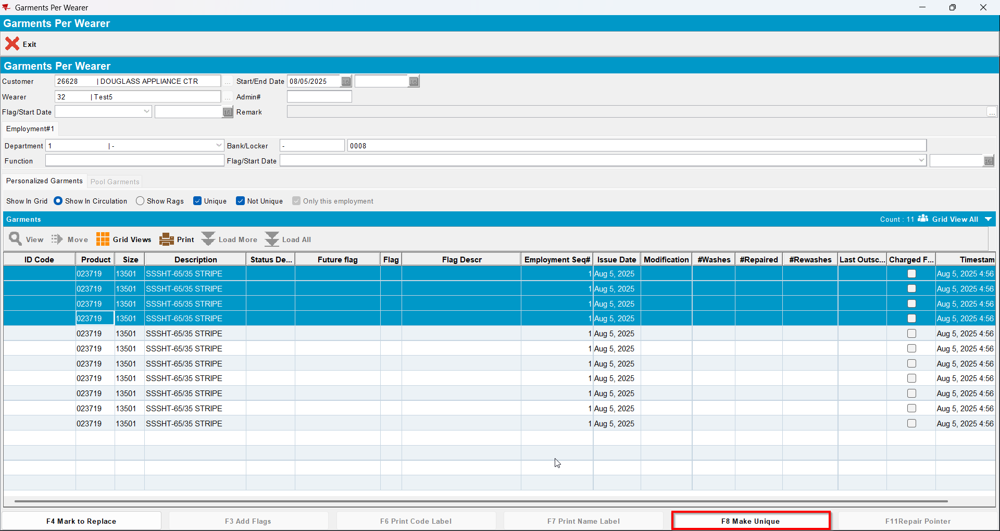 Garments Per Wearer
Garments Per Wearer
Exit
Garments Per Wearer
Customer 26628 | DOUGLASS APPLIANCE CTR ... Start/End Date 08/05/2025 16 16
Wearer 32 | Test5 ... Admin#
Flag/Start Date 16 Remark ...
Employment#1
Department 1 | - Bank/Locker - 0008
Function Flag/Start Date 16
Personalized Garments Pool Garments
Show In Grid Show In Circulation Show Rags Unique Not Unique Only this employment
Garments Count : 11 Grid View All
View Move Grid Views Print Load More Load All
ID Code Product Size Description Status De... Future flag Flag Flag Descr Employment Seq# Issue Date Modification #Washes #Repaired #Rewashes Last Outsc... Charged F... Timestam
023719 13501 SSSHT-65/35 STRIPE 1 Aug 5, 2025 Aug 5, 2025 4:56
023719 13501 SSSHT-65/35 STRIPE 1 Aug 5, 2025 Aug 5, 2025 4:56
023719 13501 SSSHT-65/35 STRIPE 1 Aug 5, 2025 Aug 5, 2025 4:56
023719 13501 SSSHT-65/35 STRIPE 1 Aug 5, 2025 Aug 5, 2025 4:56
023719 13501 SSSHT-65/35 STRIPE 1 Aug 5, 2025 Aug 5, 2025 4:56
023719 13501 SSSHT-65/35 STRIPE 1 Aug 5, 2025 Aug 5, 2025 4:56
023719 13501 SSSHT-65/35 STRIPE 1 Aug 5, 2025 Aug 5, 2025 4:56
023719 13501 SSSHT-65/35 STRIPE 1 Aug 5, 2025 Aug 5, 2025 4:56
023719 13501 SSSHT-65/35 STRIPE 1 Aug 5, 2025 Aug 5, 2025 4:56
023719 13501 SSSHT-65/35 STRIPE 1 Aug 5, 2025 Aug 5, 2025 4:56
023719 13501 SSSHT-65/35 STRIPE 1 Aug 5, 2025 Aug 5, 2025 4:56
F4 Mark to Replace F3 Add Flags F6 Print Code Label F7 Print Name Label F8 Make Unique F11Repair Pointer